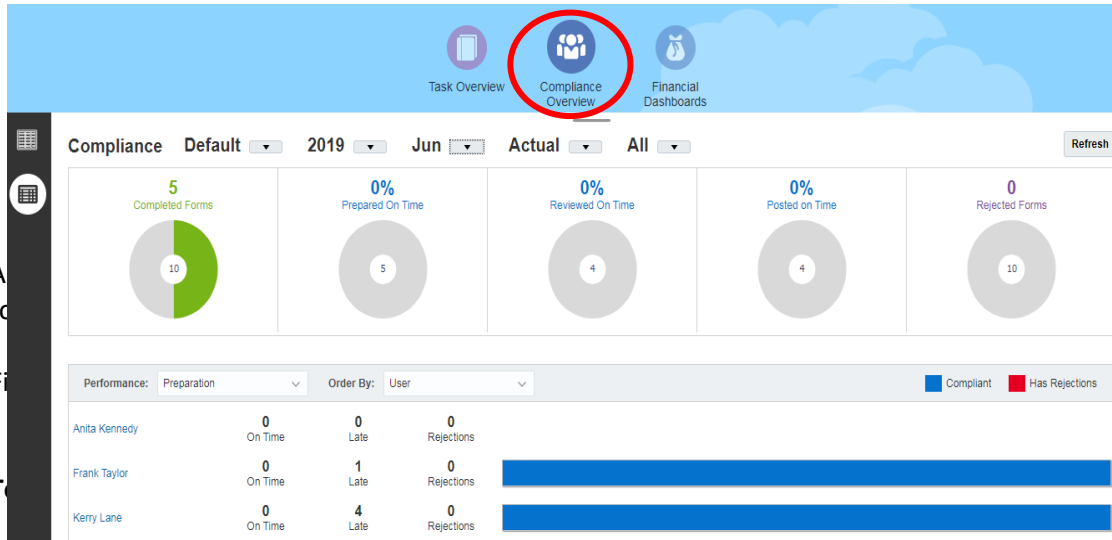 Task Overview
Compliance
Overview
Financial
Dashboards
Compliance Default 2019 Jun Actual All Refresh
5 0% 0% 0% 0
Completed Forms Prepared On Time Reviewed On Time Posted on Time Rejected Forms
10 5 4 4 10
Performance: Preparation Order By: User Compliant Has Rejections
Anita Kennedy 0 0 0
On Time Late Rejections
Frank Taylor 0 1 0
On Time Late Rejections
Kerry Lane 0 4 0
On Time Late Rejections